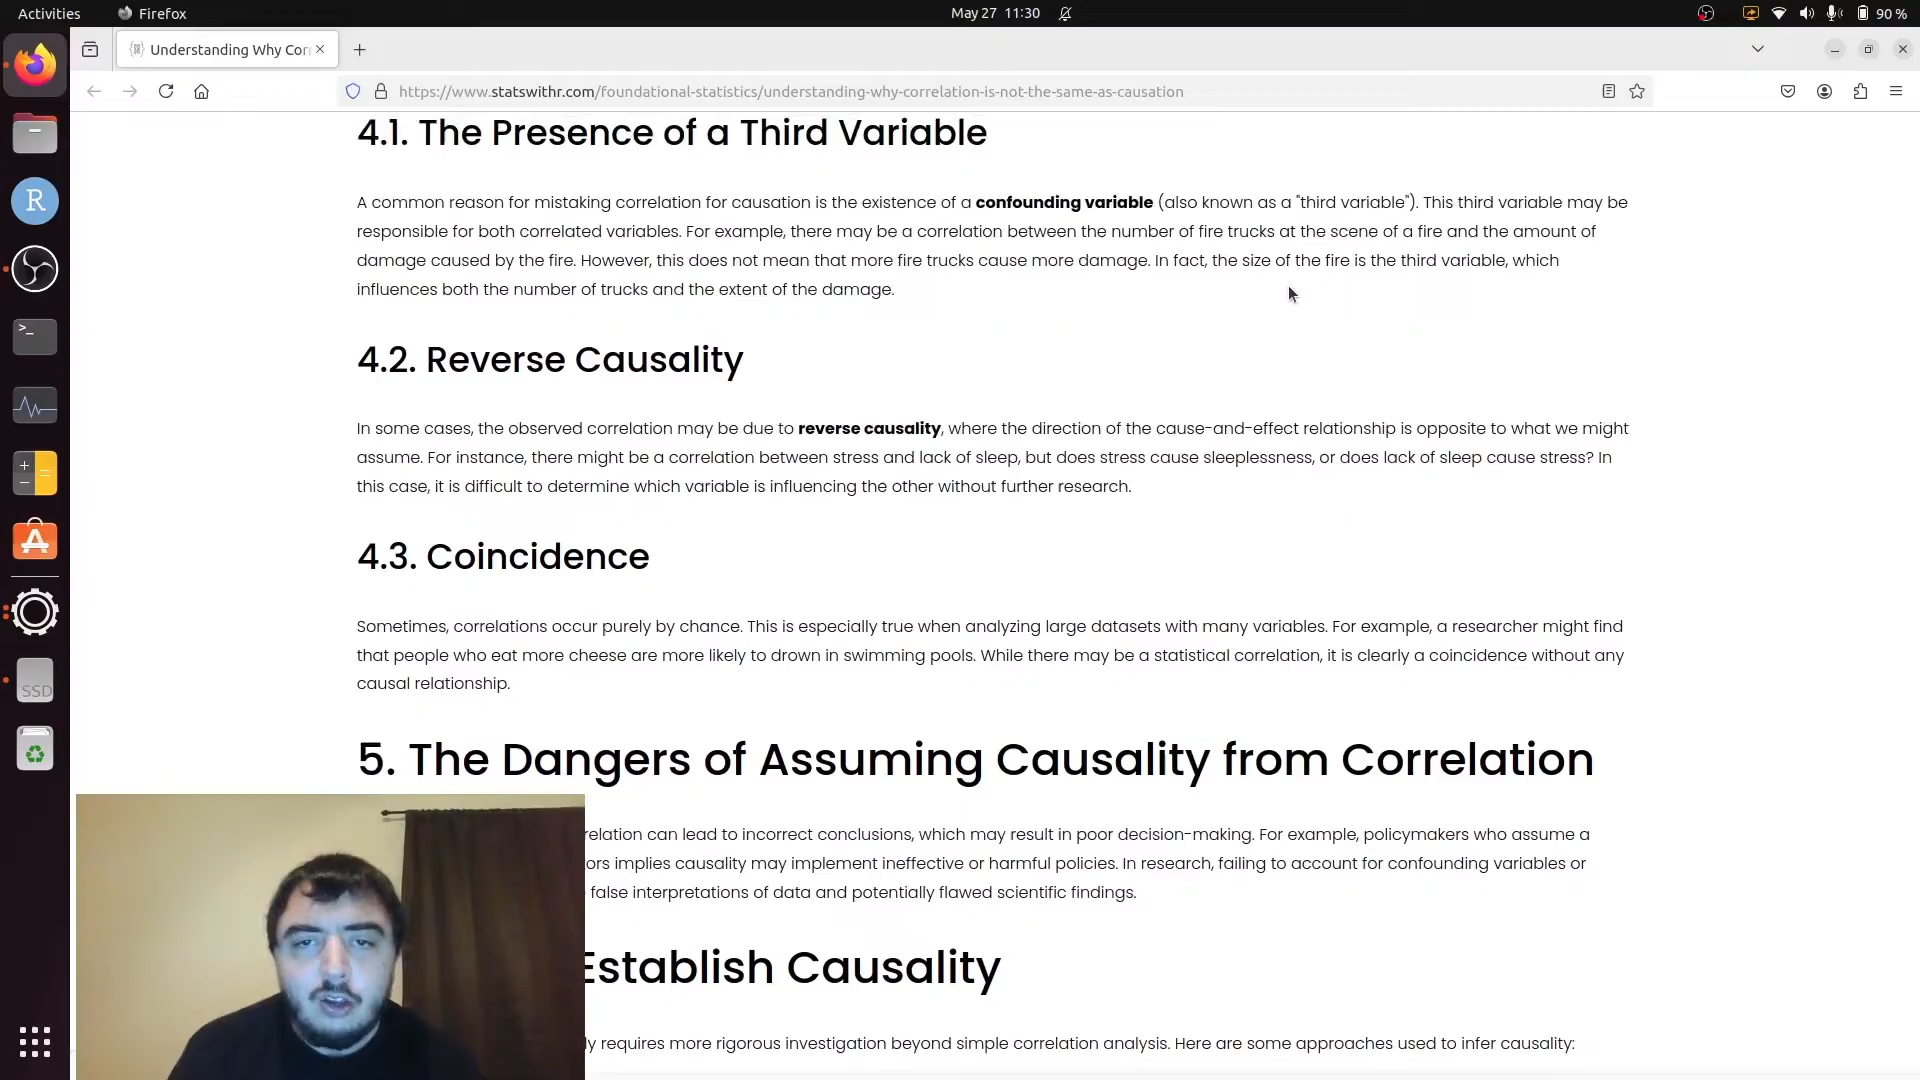 Activities Firefox May 27 11:30 90 %
Understanding Why Cor
https://www.statswithr.com/foundational-statistics/understanding-why-correlation-is-not-the-same-as-causation
4.1. The Presence of a Third Variable
A common reason for mistaking correlation for causation is the existence of a confounding variable (also known as a "third variable"). This third variable may be
responsible for both correlated variables. For example, there may be a correlation between the number of fire trucks at the scene of a fire and the amount of
damage caused by the fire. However, this does not mean that more fire trucks cause more damage. In fact, the size of the fire is the third variable, which
influences both the number of trucks and the extent of the damage.
4.2. Reverse Causality
In some cases, the observed correlation may be due to reverse causality, where the direction of the cause-and-effect relationship is opposite to what we might
assume. For instance, there might be a correlation between stress and lack of sleep, but does stress cause sleeplessness, or does lack of sleep cause stress? In
this case, it is difficult to determine which variable is influencing the other without further research.
4.3. Coincidence
Sometimes, correlations occur purely by chance. This is especially true when analyzing large datasets with many variables. For example, a researcher might find
that people who eat more cheese are more likely to drown in swimming pools. While there may be a statistical correlation, it is clearly a coincidence without any
causal relationship.
5. The Dangers of Assuming Causality from Correlation
relation can lead to incorrect conclusions, which may result in poor decision-making. For example, policymakers who assume a
ors implies causality may implement ineffective or harmful policies. In research, failing to account for confounding variables or
false interpretations of data and potentially flawed scientific findings.
Establish Causality
ly requires more rigorous investigation beyond simple correlation analysis. Here are some approaches used to infer causality:
R
>_
SSD